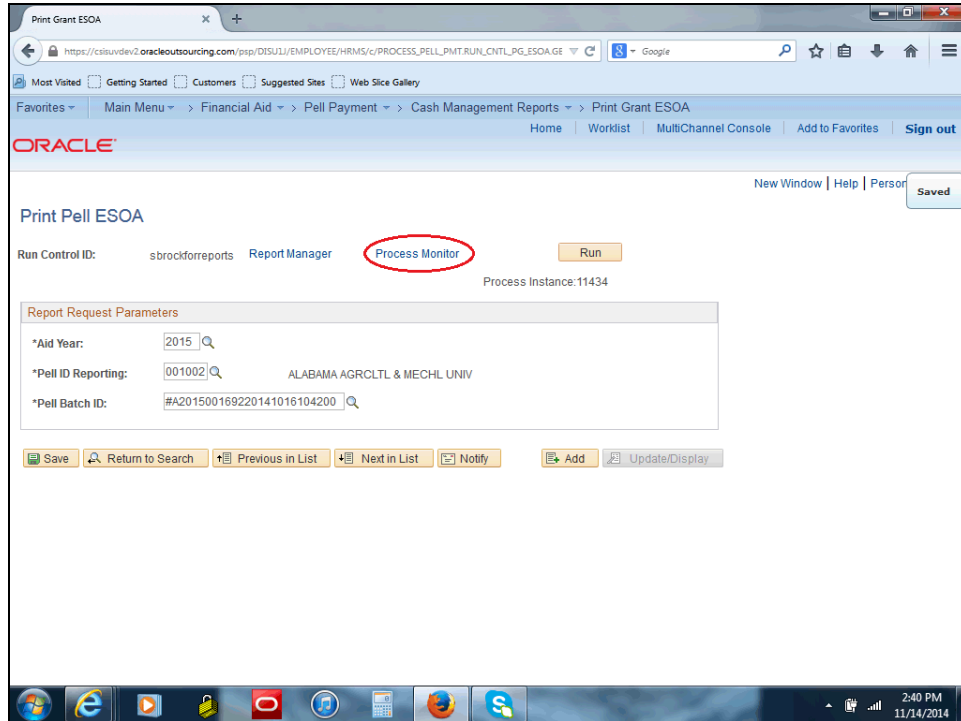 Print Grant ESOA
https://csisuvdev2.oracleoutsourcing.com/psp/DISU1J/EMPLOYEE/HRMS/c/PROCESS_PELL_PMT.RUN_CNTL_PG_ESOA.GE
Google
Most Visited Getting Started Customers Suggested Sites Web Slice Gallery
Favorites Main Menu > Financial Aid > Pell Payment > Cash Management Reports > Print Grant ESOA
Home Worklist MultiChannel Console Add to Favorites Sign out
ORACLE
New Window | Help | Person
Saved
Print Pell ESOA
Run Control ID: sbrockforreports Report Manager Process Monitor Run
Process Instance:11434
Report Request Parameters
*Aid Year: 2015
*Pell ID Reporting: 001002 ALABAMA AGRCLTL & MECHL UNIV
*Pell Batch ID: #A201500169220141016104200
Save Return to Search Previous in List Next in List Notify Add Update/Display
2:40 PM
11/14/2014